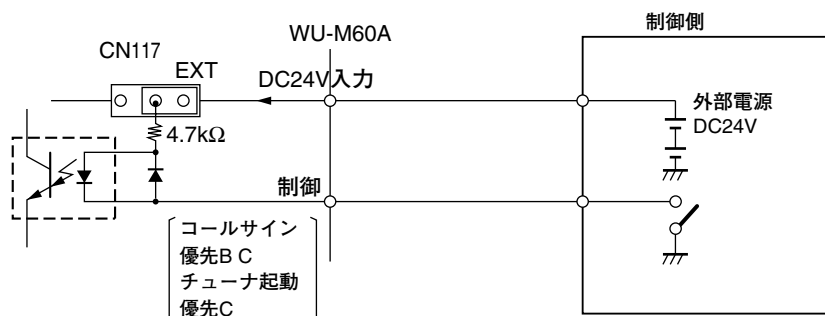 制御側
WU-M60A
CN117
EXT
DC24V入力
外部電源
DC24V
4.7kΩ
制御
コールサイン
優先B C
チューナ起動
優先C